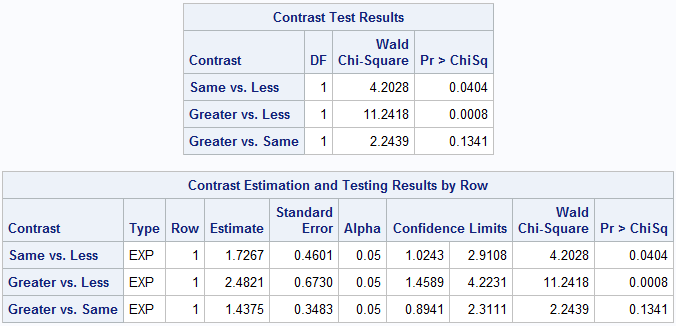 Contrast Test Results
Contrast DF Wald Chi-Square Pr > ChiSq
Same vs. Less 1 4.2028 0.0404
Greater vs. Less 1 11.2418 0.0008
Greater vs. Same 1 2.2439 0.1341
Contrast Estimation and Testing Results by Row
Contrast Type Row Estimate Standard Error Alpha Confidence Limits Wald Chi-Square Pr > ChiSq
Same vs. Less EXP 1 1.7267 0.4601 0.05 1.0243 2.9108 4.2028 0.0404
Greater vs. Less EXP 1 2.4821 0.6730 0.05 1.4589 4.2231 11.2418 0.0008
Greater vs. Same EXP 1 1.4375 0.3483 0.05 0.8941 2.3111 2.2439 0.1341